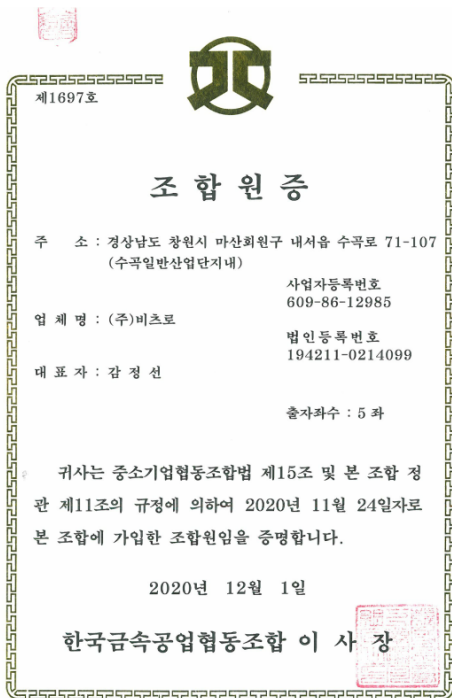 제1697호
조합원증
주 소 : 경상남도 창원시 마산회원구 내서읍 수곡로 71-107
(수곡일반산업단지내)
사업자등록번호
609-86-12985
업 체 명 : (주)비츠로
법인등록번호
194211-0214099
대 표 자 : 감 정 선
출자좌수 : 5 좌
귀사는 중소기업협동조합법 제15조 및 본 조합 정
관 제11조의 규정에 의하여 2020년 11월 24일자로
본 조합에 가입한 조합원임을 증명합니다.
2020년 12월 1일
한국금속공업협동조합 이 사 장